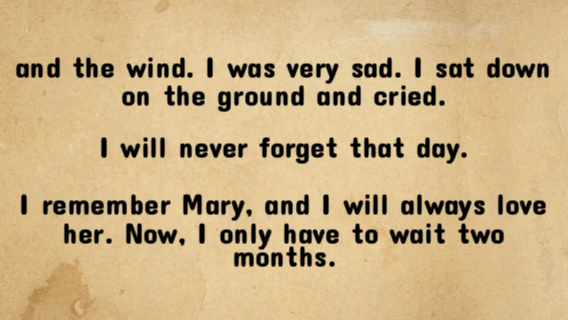 and the wind. I was very sad. I sat down
on the ground and cried.
I will never forget that day.
I remember Mary, and I will always love
her. Now, I only have to wait two
months.